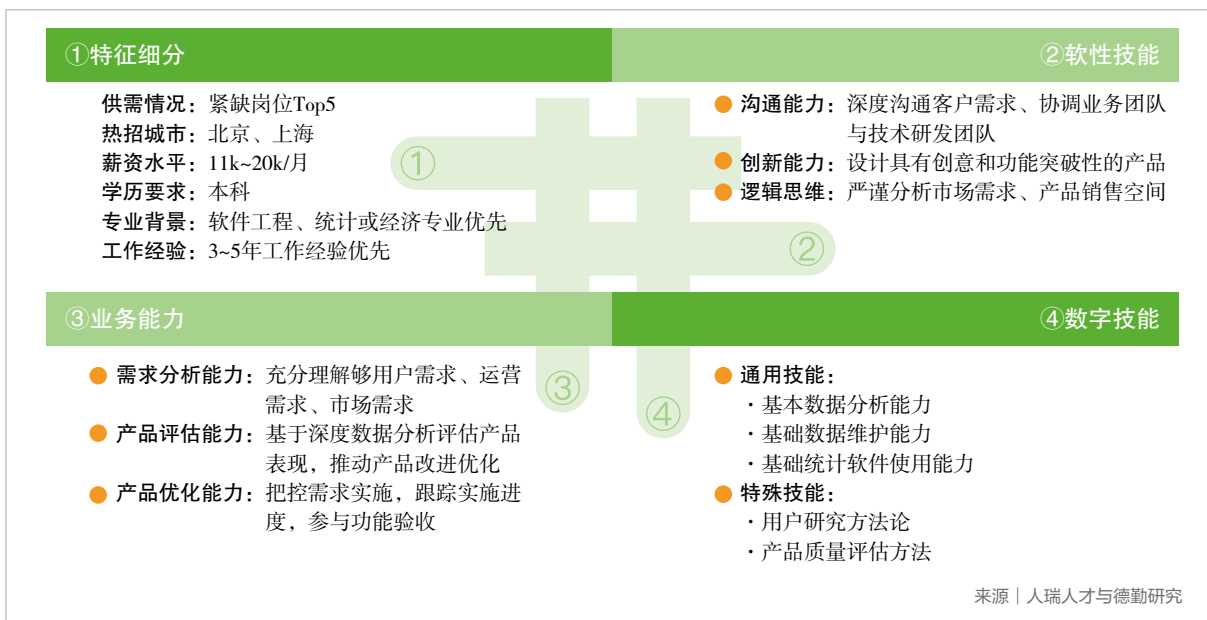 ①特征细分
供需情况：紧缺岗位Top5
热招城市：北京、上海
薪资水平：11k~20k/月
学历要求：本科
专业背景：软件工程、统计或经济专业优先
工作经验：3~5年工作经验优先
①
②软性技能
沟通能力：深度沟通客户需求、协调业务团队
与技术研发团队
创新能力：设计具有创意和功能突破性的产品
逻辑思维：严谨分析市场需求、产品销售空间
②
③业务能力
需求分析能力：充分理解够用户需求、运营
需求、市场需求
产品评估能力：基于深度数据分析评估产品
表现，推动产品改进优化
产品优化能力：把控需求实施，跟踪实施进
度，参与功能验收
③
④数字技能
通用技能：
·基本数据分析能力
·基础数据维护能力
·基础统计软件使用能力
特殊技能：
·用户研究方法论
·产品质量评估方法
④
来源｜人瑞人才与德勤研究